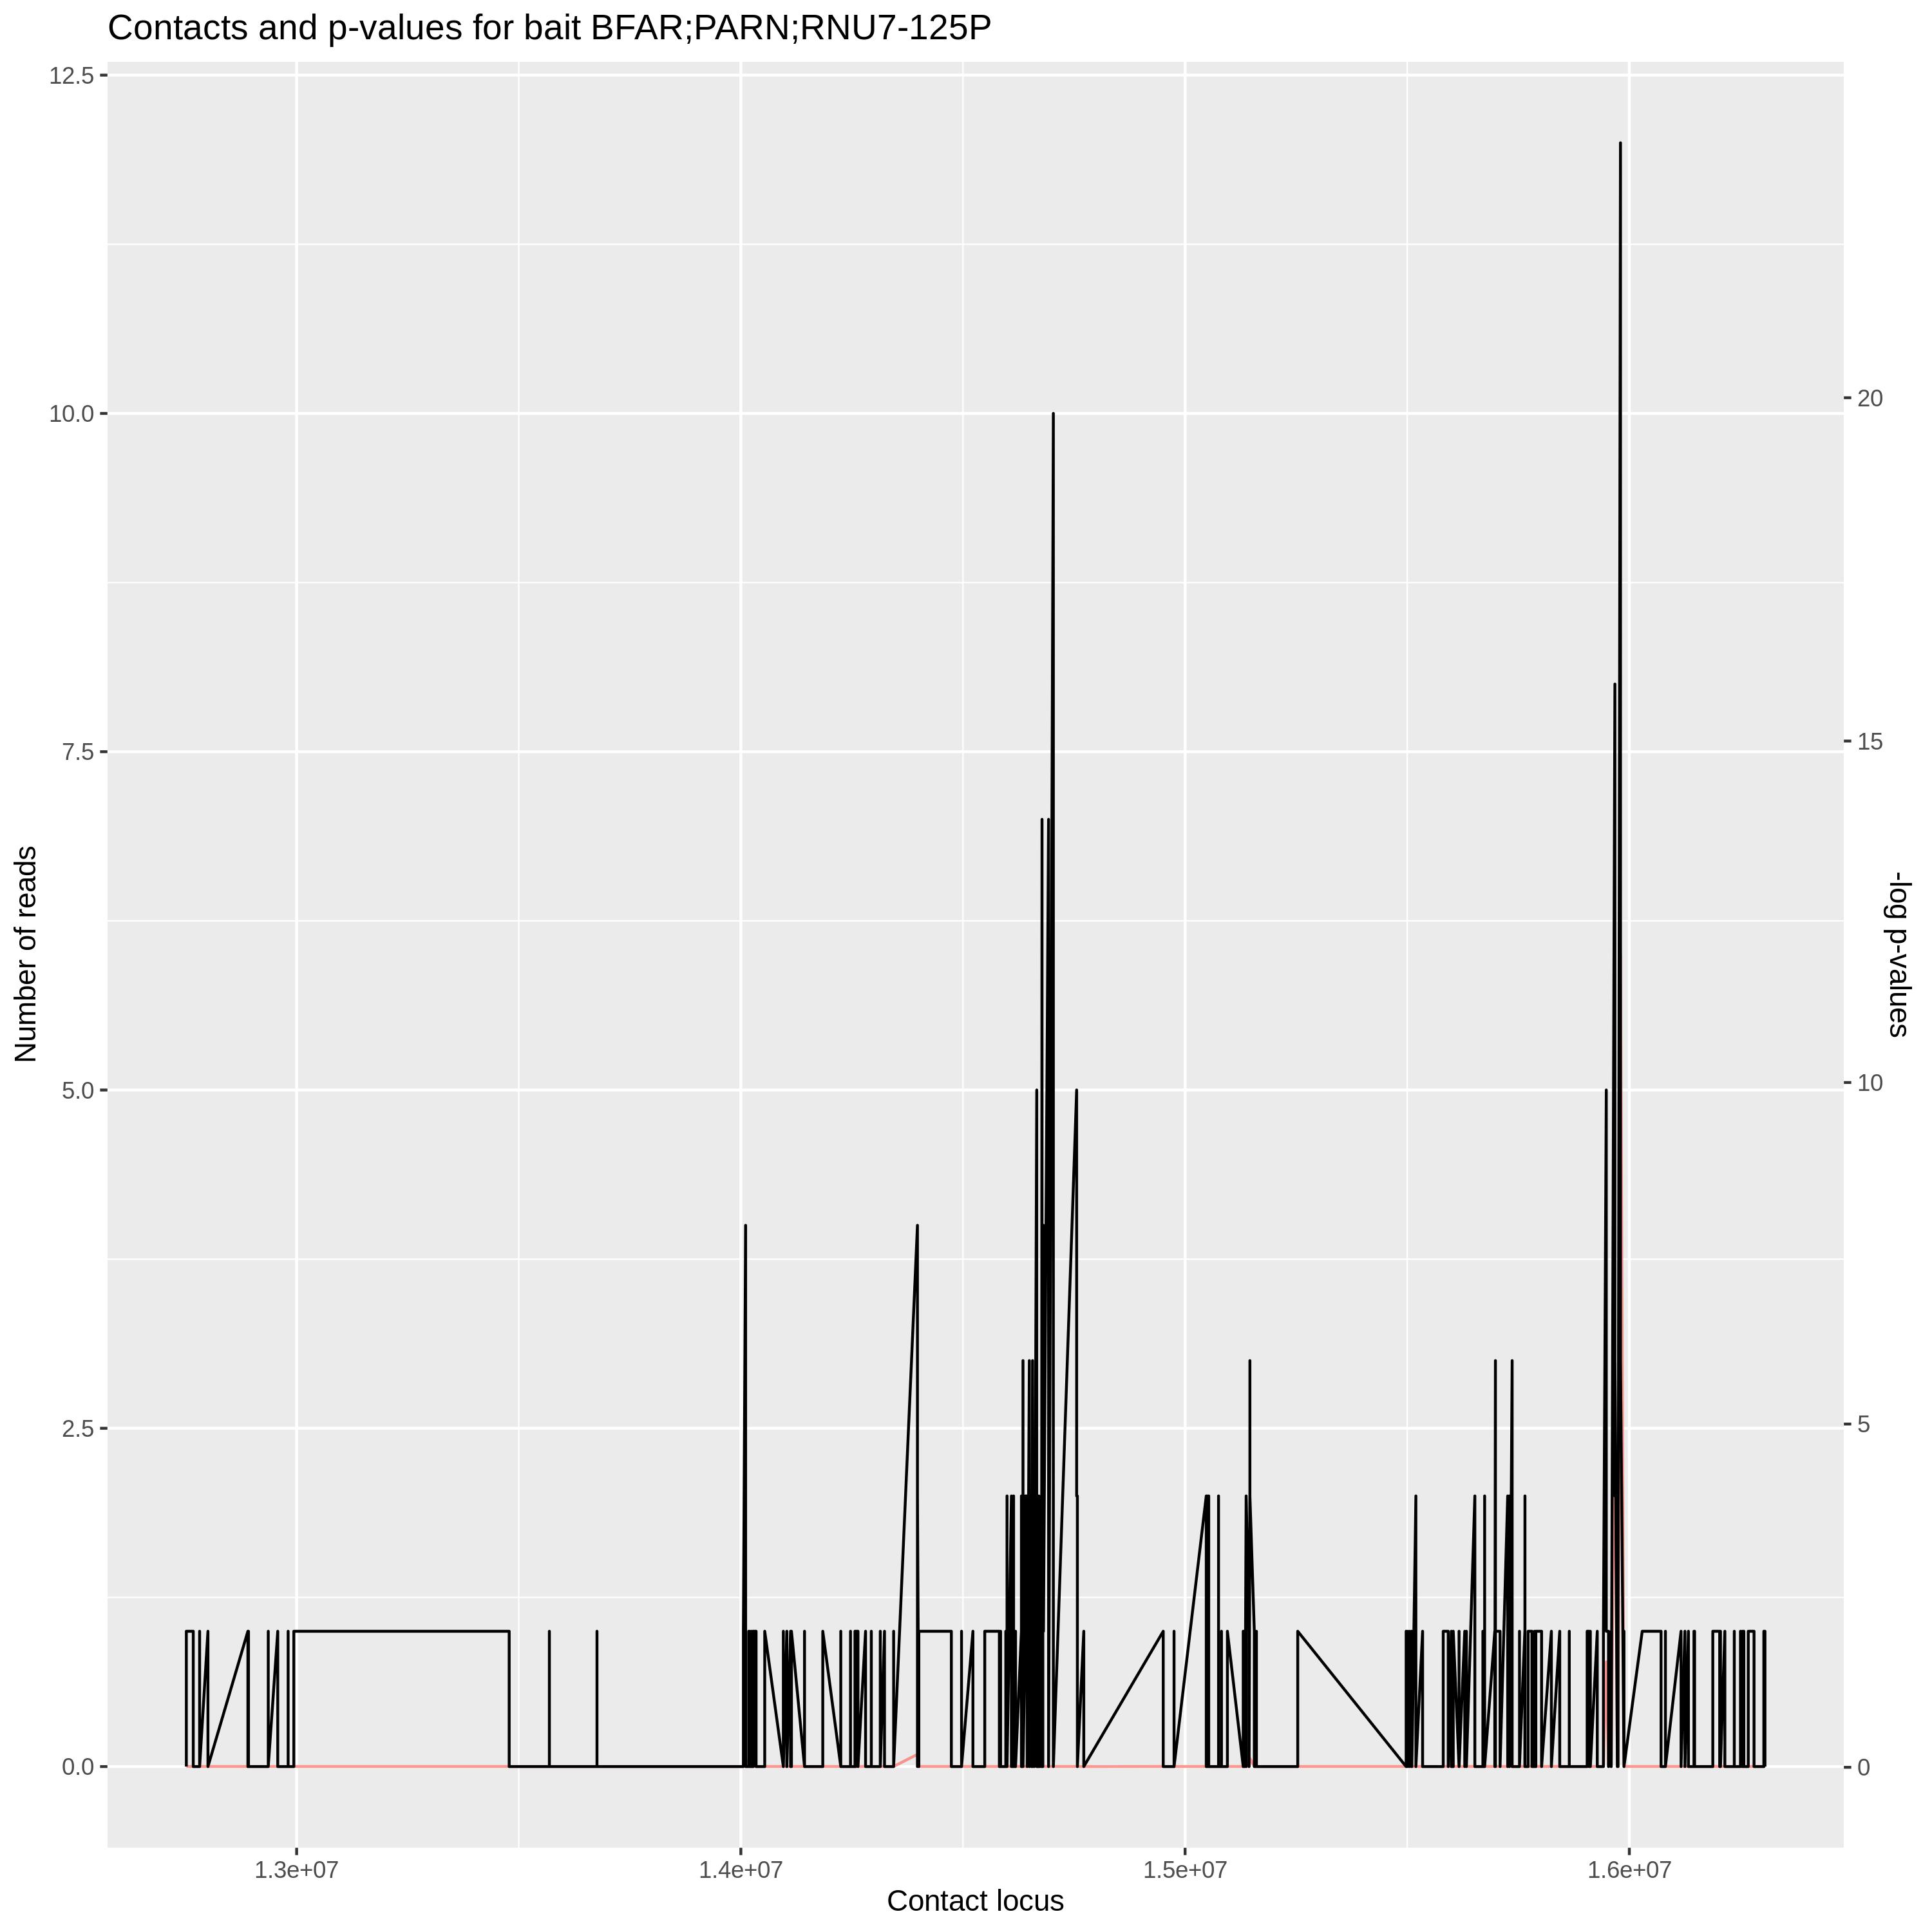 Contacts and p-values for bait BFAR;PARN;RNU7-125P
12.5
10.0
7.5
5.0
2.5
0.0
Number of reads
20
15
10
5
0
-log p-values
1.3e+07
1.4e+07
1.5e+07
1.6e+07
Contact locus